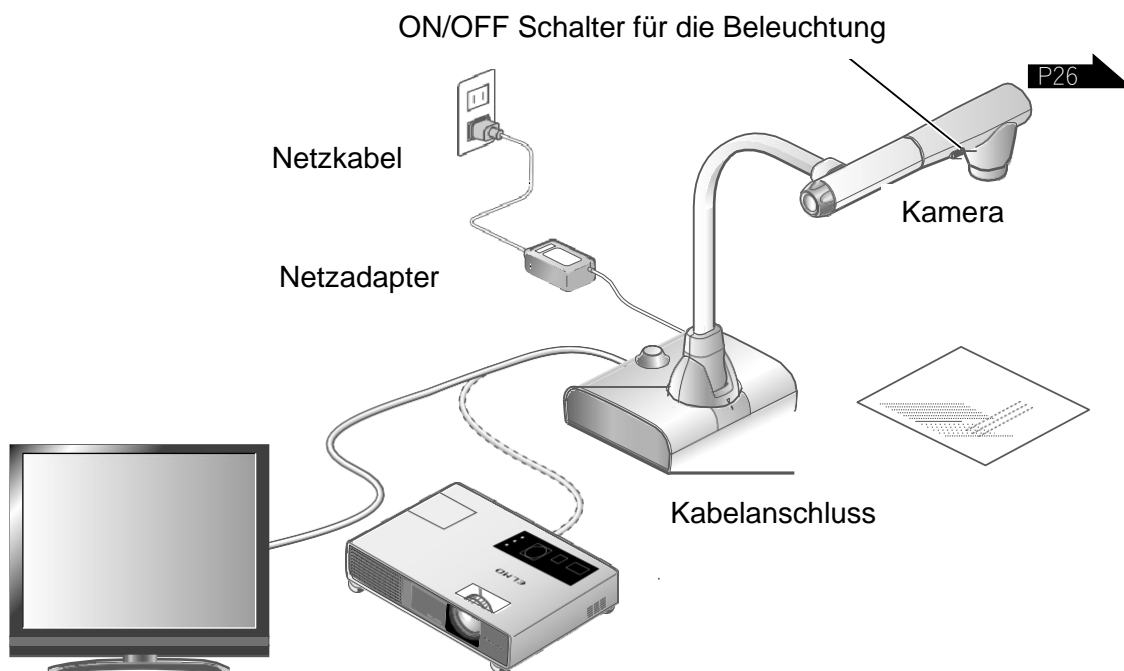 ON/OFF Schalter für die Beleuchtung
P26
Netzkabel
Kamera
Netzadapter
Kabelanschluss
ELMO